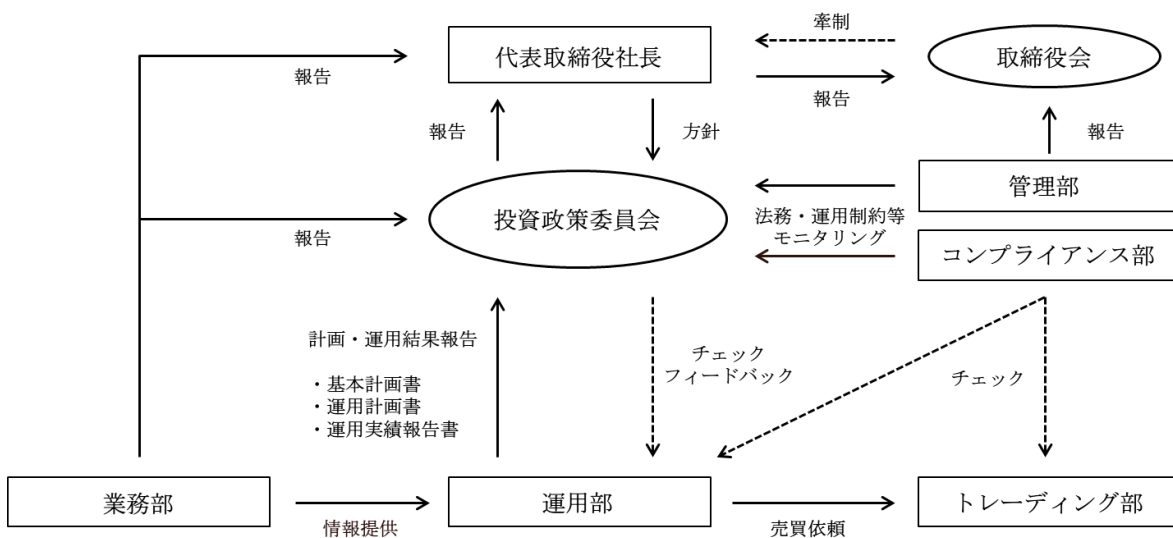 牽制
代表取締役社長
取締役会
報告
報告
報告
方針
報告
管理部
投資政策委員会
法務・運用制約等
モニタリング
報告
コンプライアンス部
計画・運用結果報告
・基本計画書
・運用計画書
・運用実績報告書
チェック
フィードバック
チェック
業務部
運用部
トレーディング部
情報提供
売買依頼